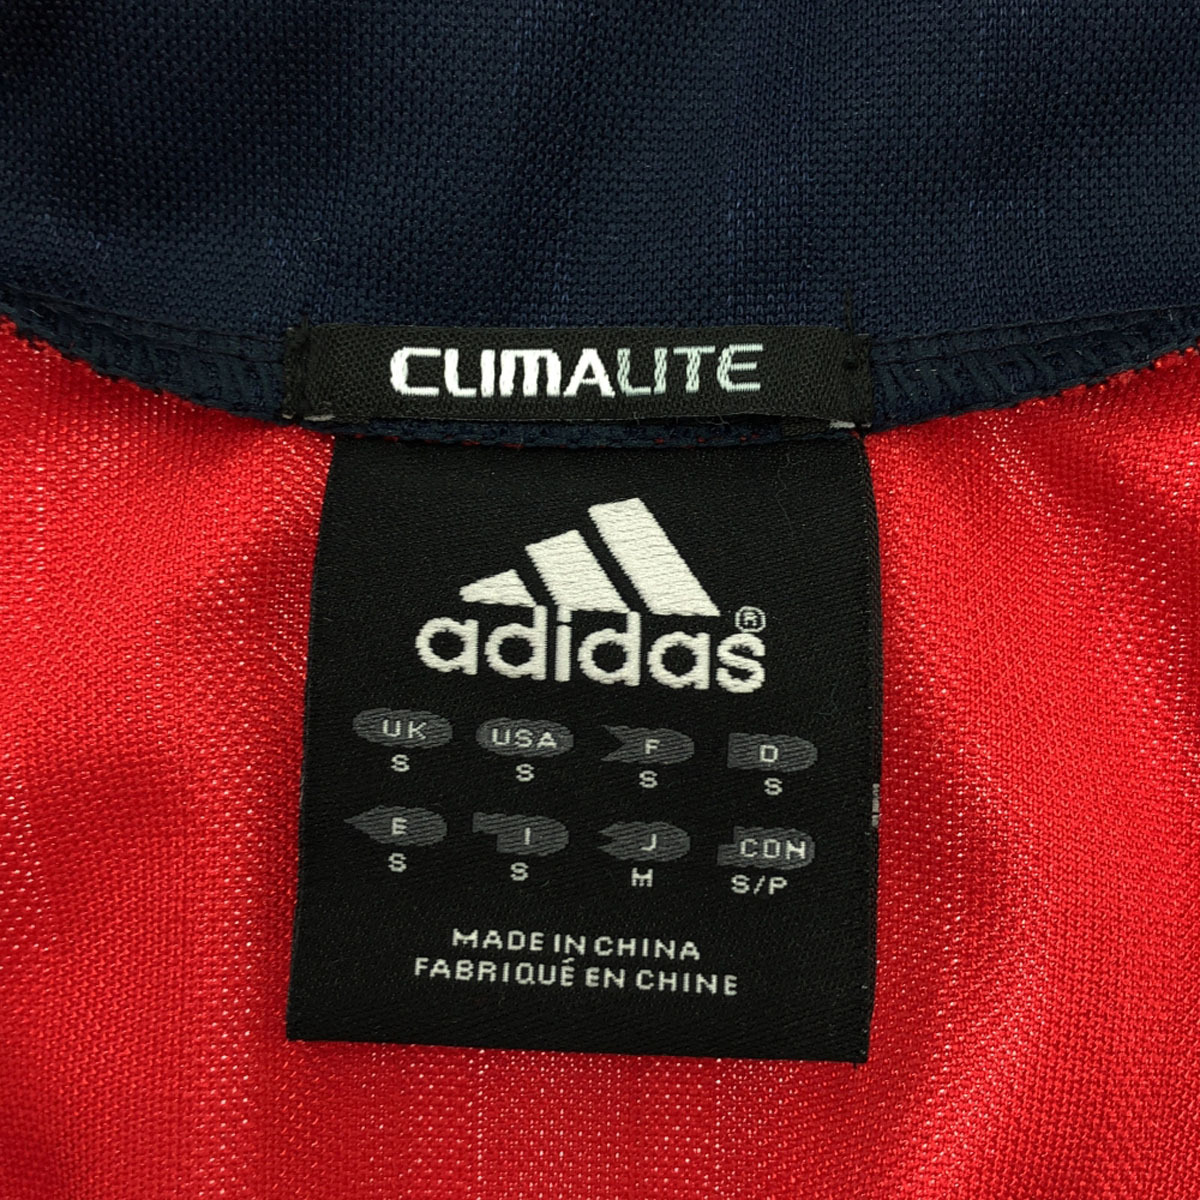 CLIMALITE
adidas®
UK USA F D
S S S S
E I J CDN
S S M S/P
MADE IN CHINA
FABRIQUÉ EN CHINE